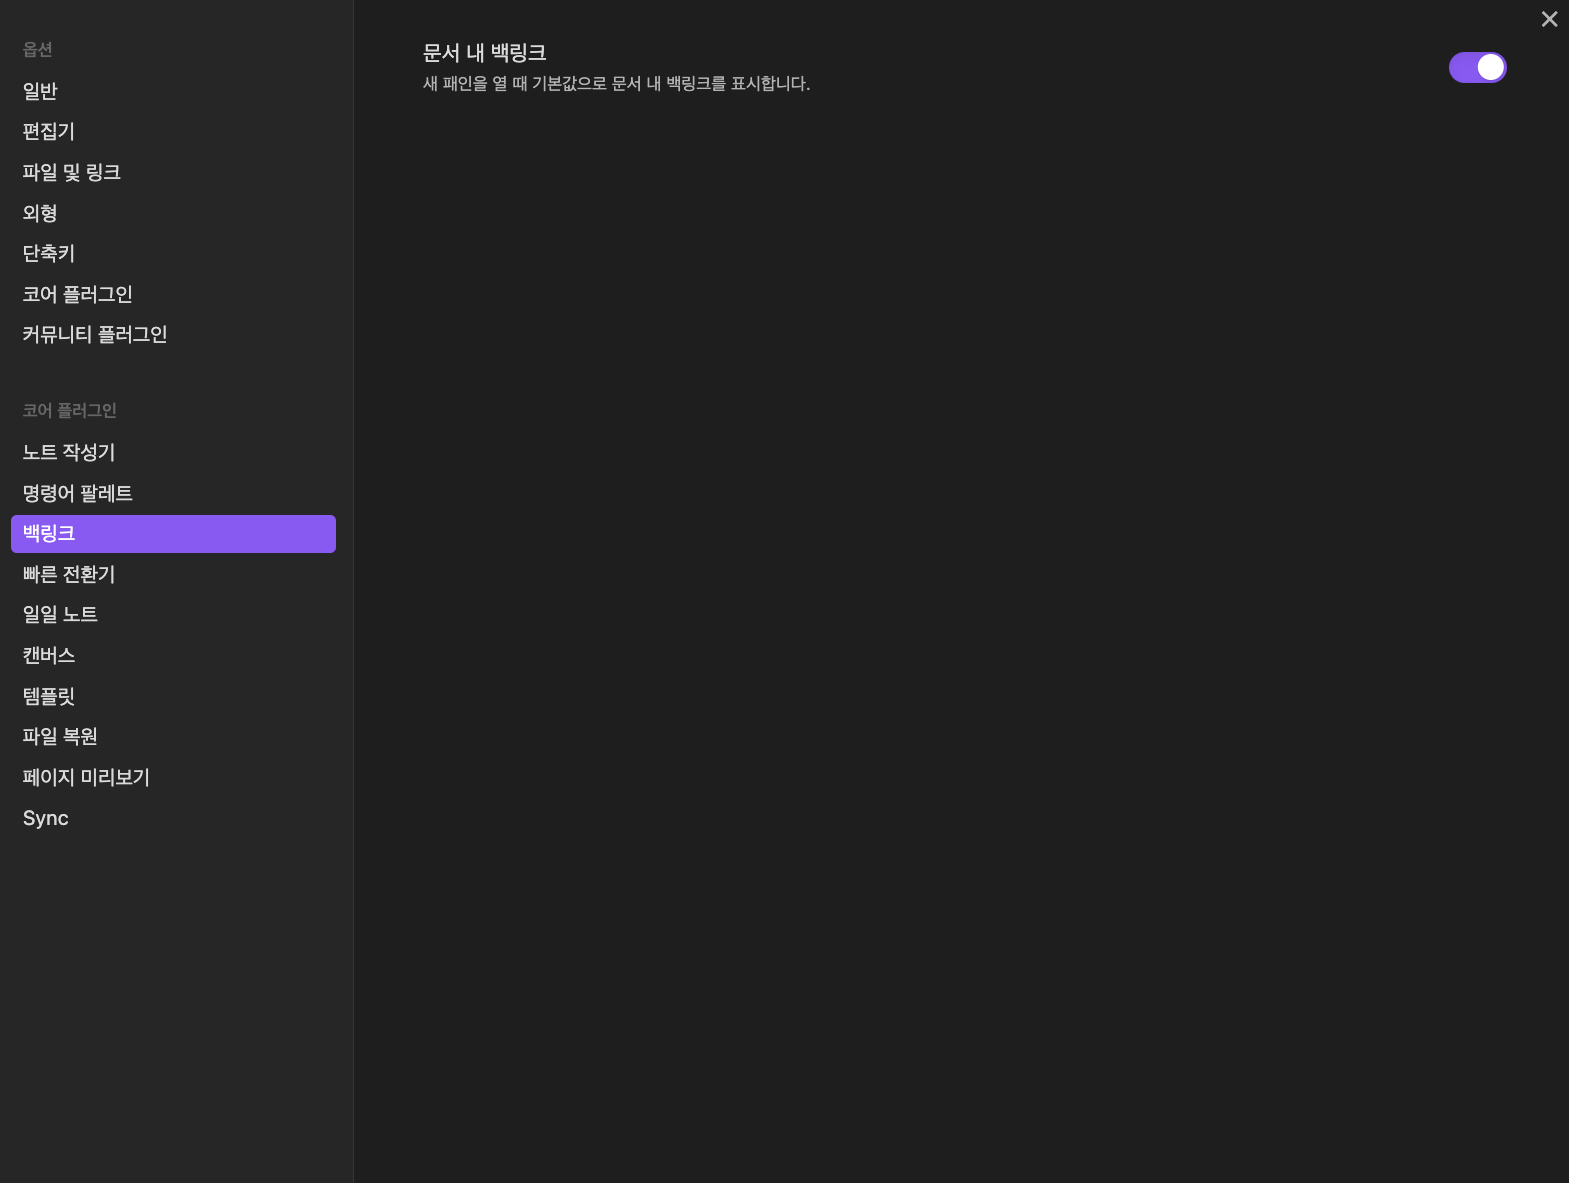 옵션
일반
편집기
파일 및 링크
외형
단축키
코어 플러그인
커뮤니티 플러그인
코어 플러그인
노트 작성기
명령어 팔레트
백링크
빠른 전환기
일일 노트
캔버스
템플릿
파일 복원
페이지 미리보기
Sync
문서 내 백링크
새 패인을 열 때 기본값으로 문서 내 백링크를 표시합니다.